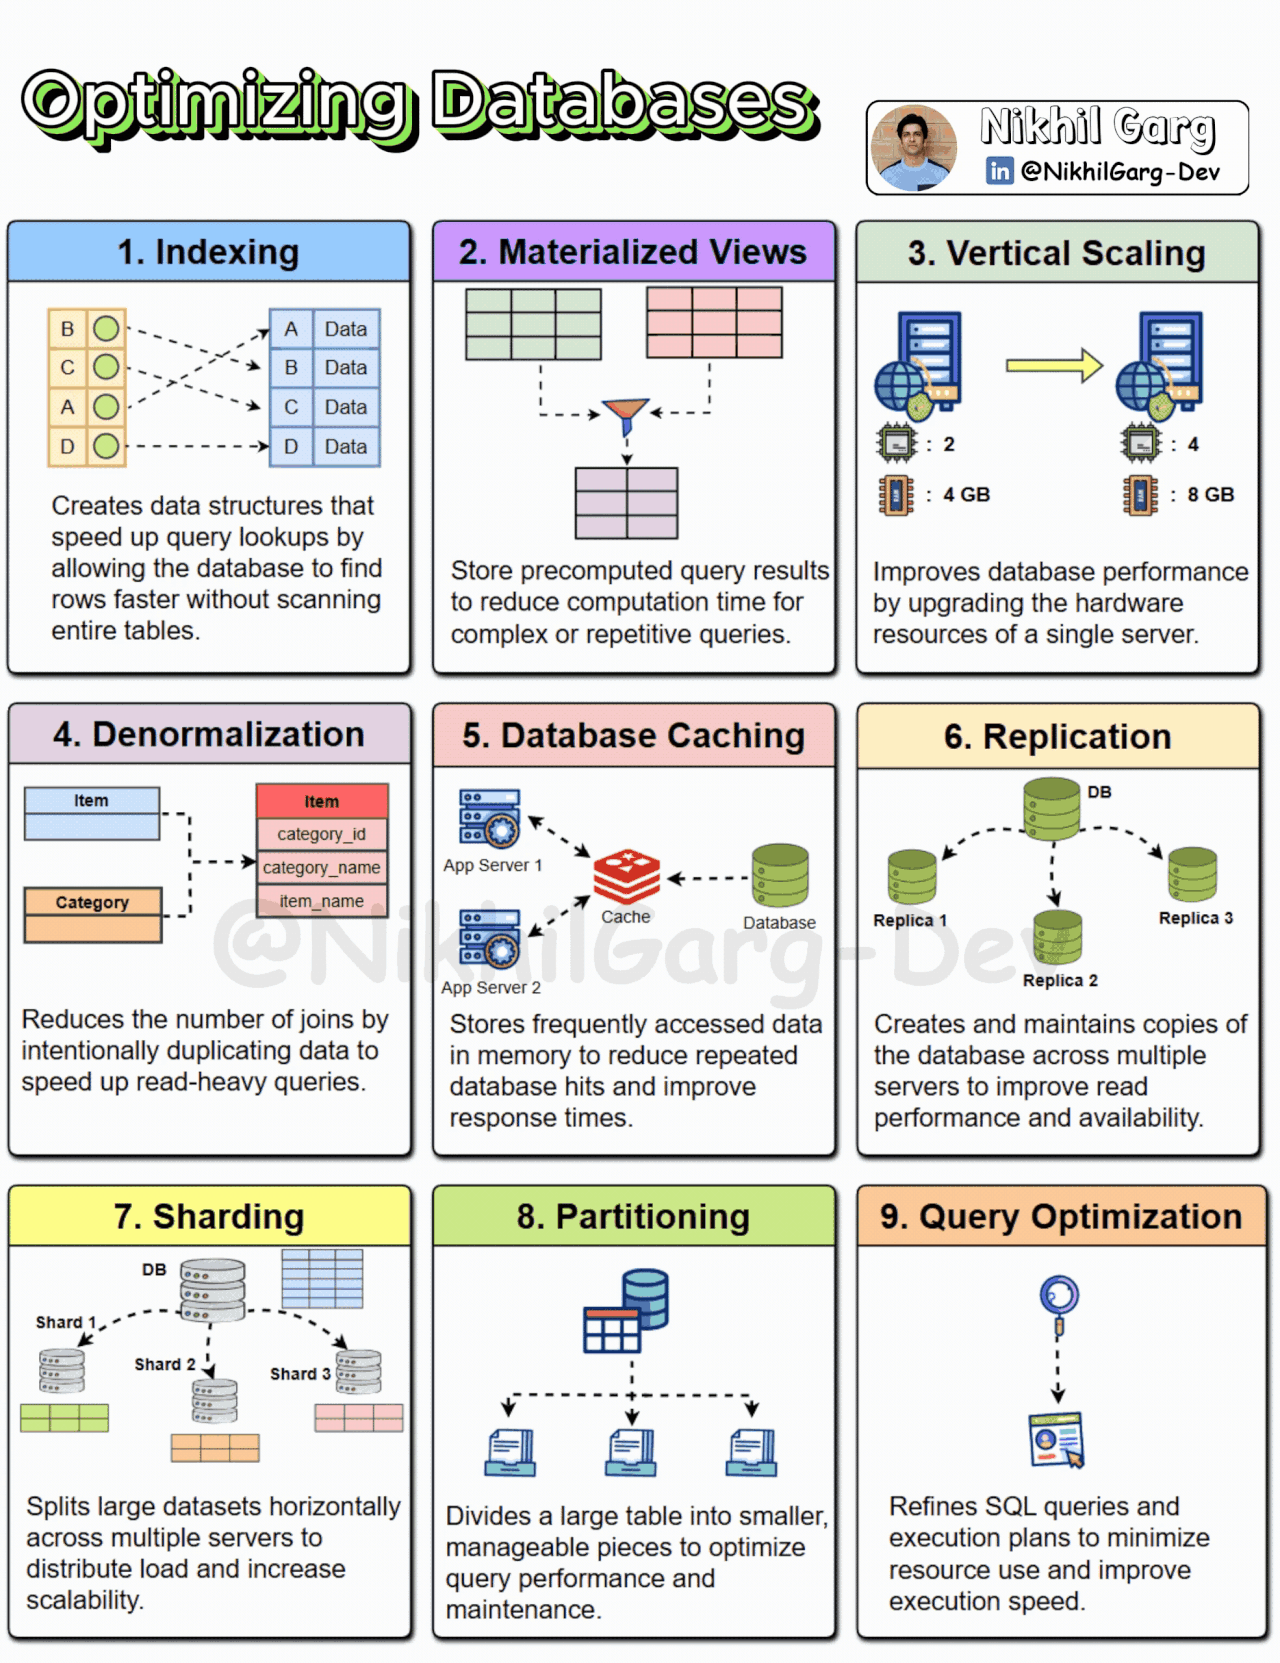 Optimizing Databases
Nikhil Garg
in @NikhilGarg-Dev
1. Indexing
B
C
A
D
A Data
B Data
C Data
D Data
Creates data structures that
speed up query lookups by
allowing the database to find
rows faster without scanning
entire tables.
2. Materialized Views
Store precomputed query results
to reduce computation time for
complex or repetitive queries.
3. Vertical Scaling
: 2
RAM : 4 GB
: 4
RAM : 8 GB
Improves database performance
by upgrading the hardware
resources of a single server.
4. Denormalization
Item
Category
Item
category_id
category_name
item_name
Reduces the number of joins by
intentionally duplicating data to
speed up read-heavy queries.
5. Database Caching
App Server 1
App Server 2
Cache
Database
Stores frequently accessed data
in memory to reduce repeated
database hits and improve
response times.
6. Replication
DB
Replica 1
Replica 2
Replica 3
Creates and maintains copies of
the database across multiple
servers to improve read
performance and availability.
@NikhilGarg-Dev
7. Sharding
DB
Shard 1
Shard 2
Shard 3
Splits large datasets horizontally
across multiple servers to
distribute load and increase
scalability.
8. Partitioning
Divides a large table into smaller,
manageable pieces to optimize
query performance and
maintenance.
9. Query Optimization
Refines SQL queries and
execution plans to minimize
resource use and improve
execution speed.